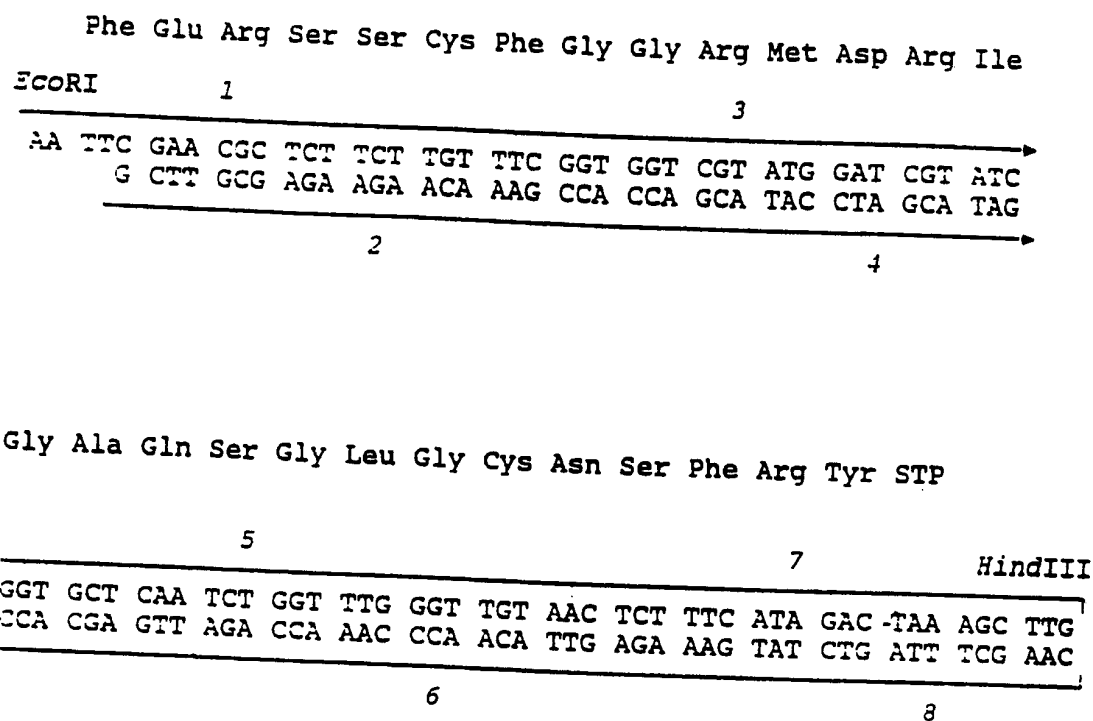 Phe Glu Arg Ser Ser Cys Phe Gly Gly Arg Met Asp Arg Ile
EcoRI 1 3
AA TTC GAA CGC TCT TCT TGT TTC GGT GGT CGT ATG GAT CGT ATC
G CTT GCG AGA AGA ACA AAG CCA CCA GCA TAC CTA GCA TAG
2 4
Gly Ala Gln Ser Gly Leu Gly Cys Asn Ser Phe Arg Tyr STP
5 7 HindIII
GGT GCT CAA TCT GGT TTG GGT TGT AAC TCT TTC ATA GAC -TAA AGC TTG
CCA CGA GTT AGA CCA AAC CCA ACA TTG AGA AAG TAT CTG ATT TCG AAC
6 8